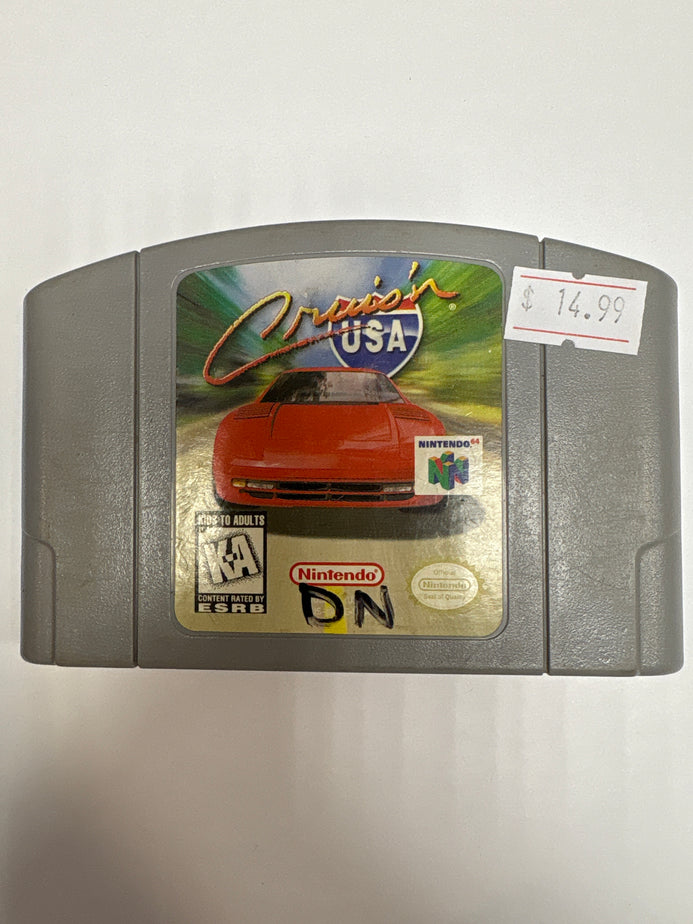 Cruis'n
USA
$ 14.99
NINTENDO 64
KIDS TO ADULTS
K-A
CONTENT RATED BY
ESRB
Nintendo
DN
Official
Nintendo
Seal of Quality